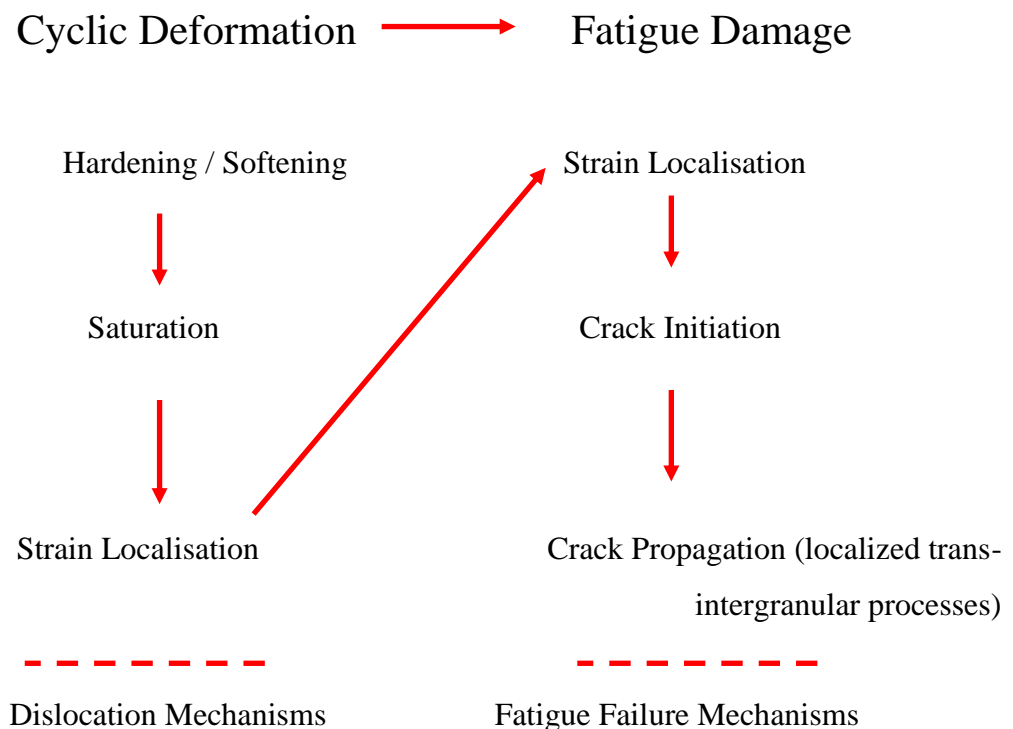 Cyclic Deformation
Fatigue Damage
Hardening / Softening
Strain Localisation
Saturation
Crack Initiation
Strain Localisation
Crack Propagation (localized trans-
intergranular processes)
Dislocation Mechanisms
Fatigue Failure Mechanisms